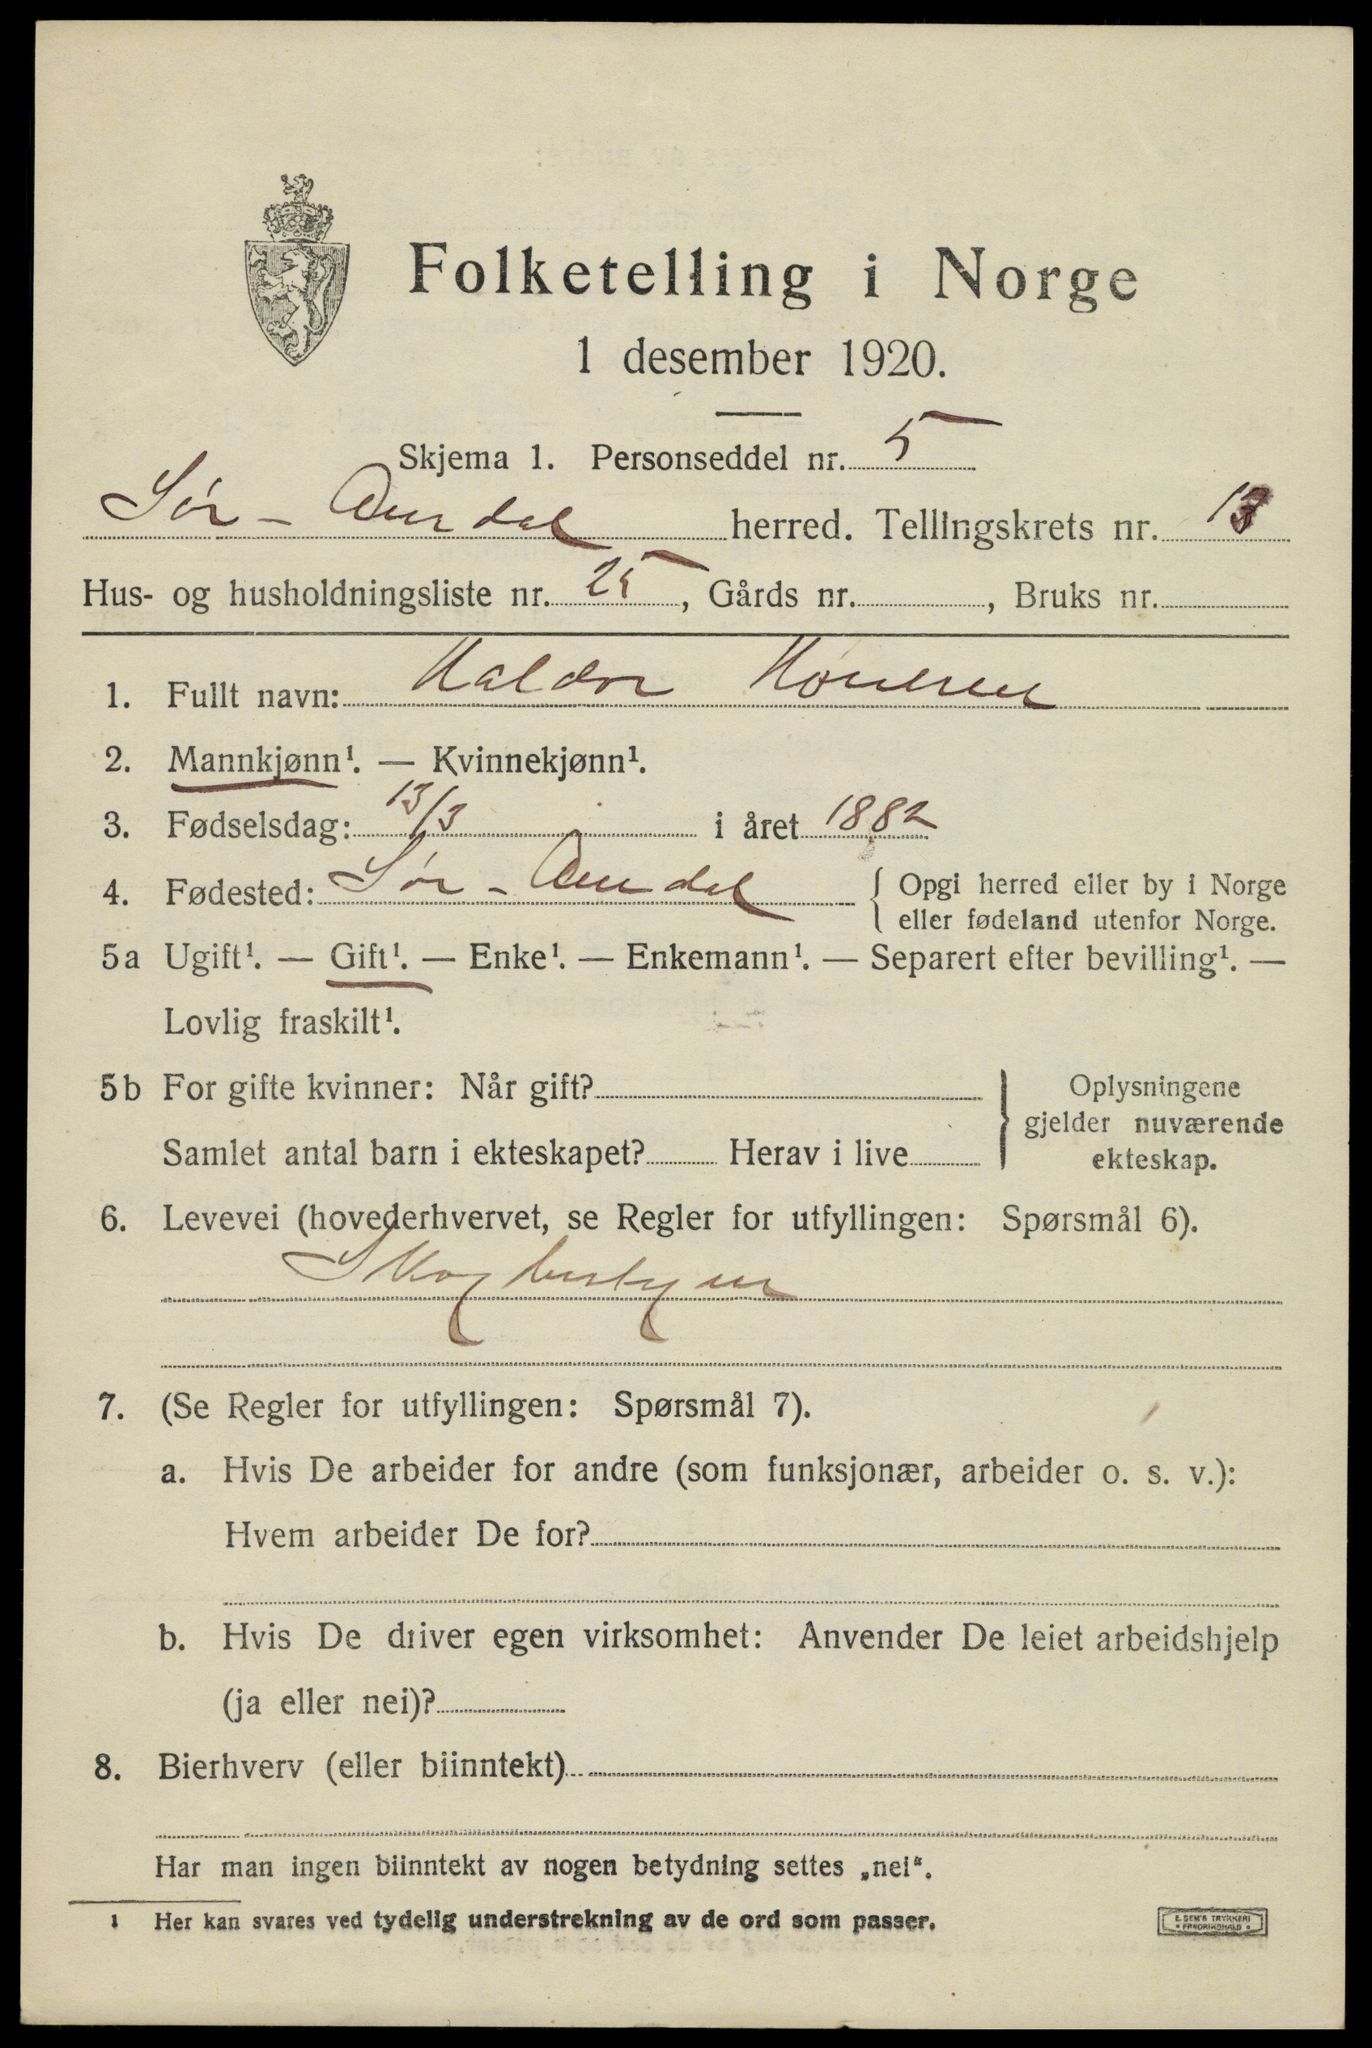 Folketelling i Norge
1 desember 1920.
Skjema 1. Personseddel nr. 5
Sør-Aurdal herred. Tellingskrets nr. 13
Hus- og husholdningsliste nr. 25, Gårds nr. , Bruks nr.
1. Fullt navn: Haldor
2. Mannkjønn¹. — Kvinnekjønn¹.
3. Fødselsdag: 13/3 i året 1882
4. Fødested: Sør-Aurdal { Opgi herred eller by i Norge
eller fødeland utenfor Norge.
5a Ugift¹. — Gift¹. — Enke¹. — Enkemann¹. — Separert efter bevilling¹. —
Lovlig fraskilt¹.
5b For gifte kvinner: Når gift? } Oplysningene
gjelder nuværende
Samlet antal barn i ekteskapet? Herav i live
ekteskap.
6. Levevei (hovederhvervet, se Regler for utfyllingen: Spørsmål 6).
Skogbestyrer
7. (Se Regler for utfyllingen: Spørsmål 7).
a. Hvis De arbeider for andre (som funksjonær, arbeider o. s. v.):
Hvem arbeider De for?
b. Hvis De driver egen virksomhet: Anvender De leiet arbeidshjelp
(ja eller nei)?
8. Bierhverv (eller biinntekt)
Har man ingen biinntekt av nogen betydning settes „nei“.
1 Her kan svares ved tydelig understrekning av de ord som passer.
E. SEM'S TRYKKERI
FREDRIKSHALD